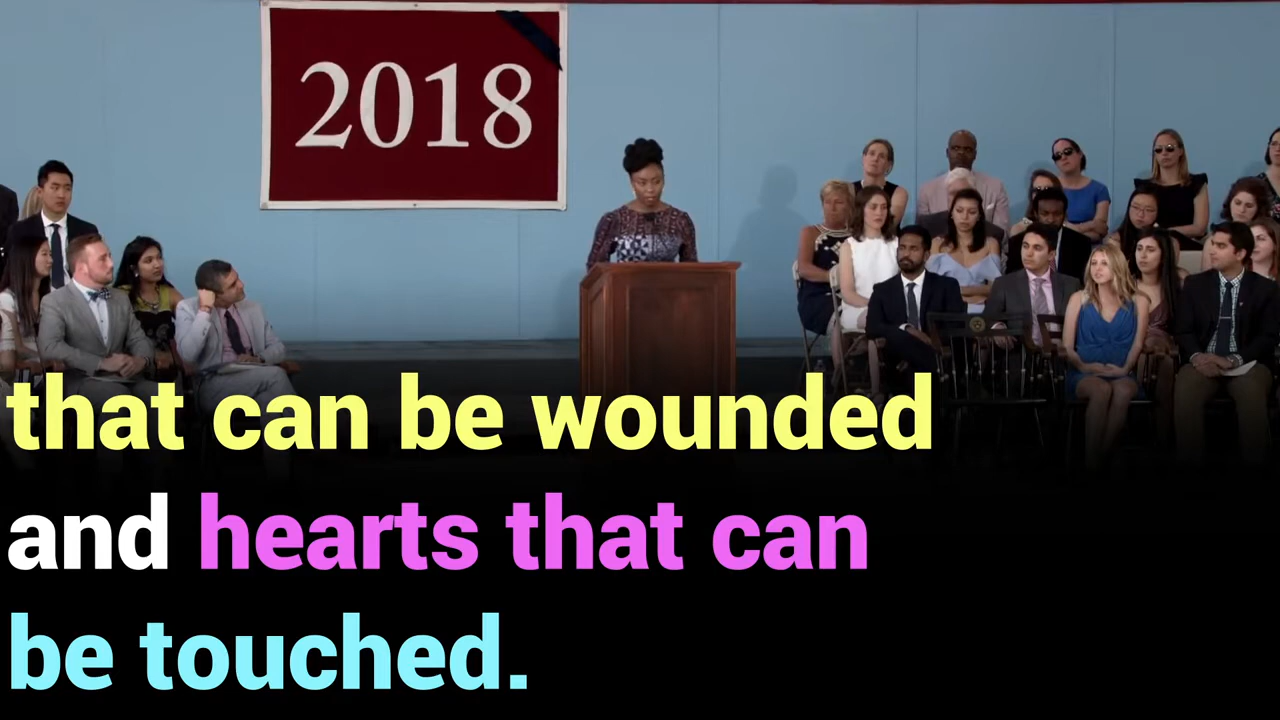 2018
that can be wounded
and hearts that can
be touched.